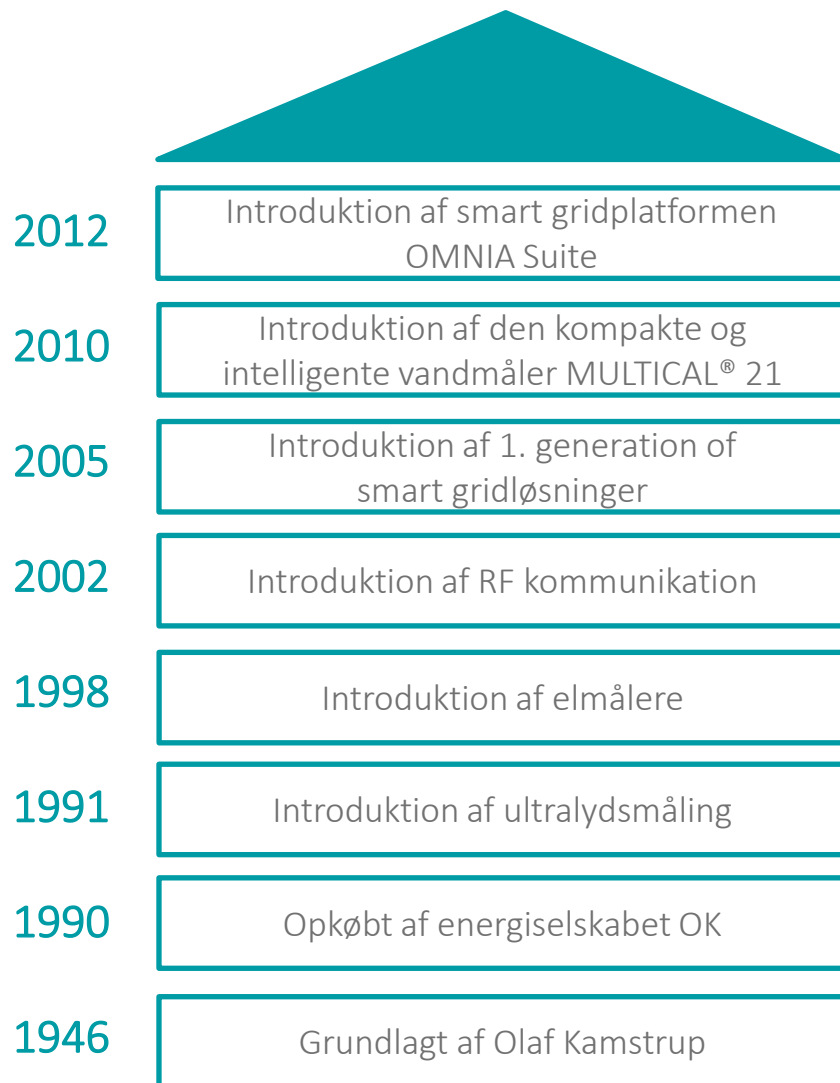 2012
Introduktion af smart gridplatformen
OMNIA Suite
2010
Introduktion af den kompakte og
intelligente vandmåler MULTICAL® 21
2005
Introduktion af 1. generation of
smart gridløsninger
2002
Introduktion af RF kommunikation
1998
Introduktion af elmålere
1991
Introduktion af ultralydsmåling
1990
Opkøbt af energiselskabet OK
1946
Grundlagt af Olaf Kamstrup